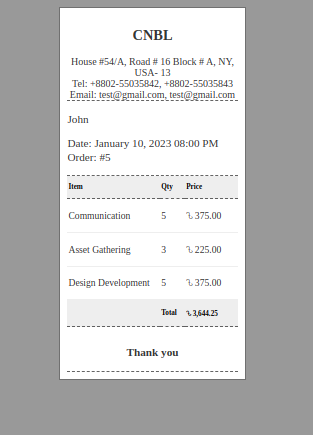 CNBL
House #54/A, Road # 16 Block # A, NY,
USA- 13
Tel: +8802-55035842, +8802-55035843
Email: test@gmail.com, test@gmail.com
John
Date: January 10, 2023 08:00 PM
Order: #5
Item Qty Price
Communication 5 ৳ 375.00
Asset Gathering 3 ৳ 225.00
Design Development 5 ৳ 375.00
Total ৳ 3,644.25
Thank you